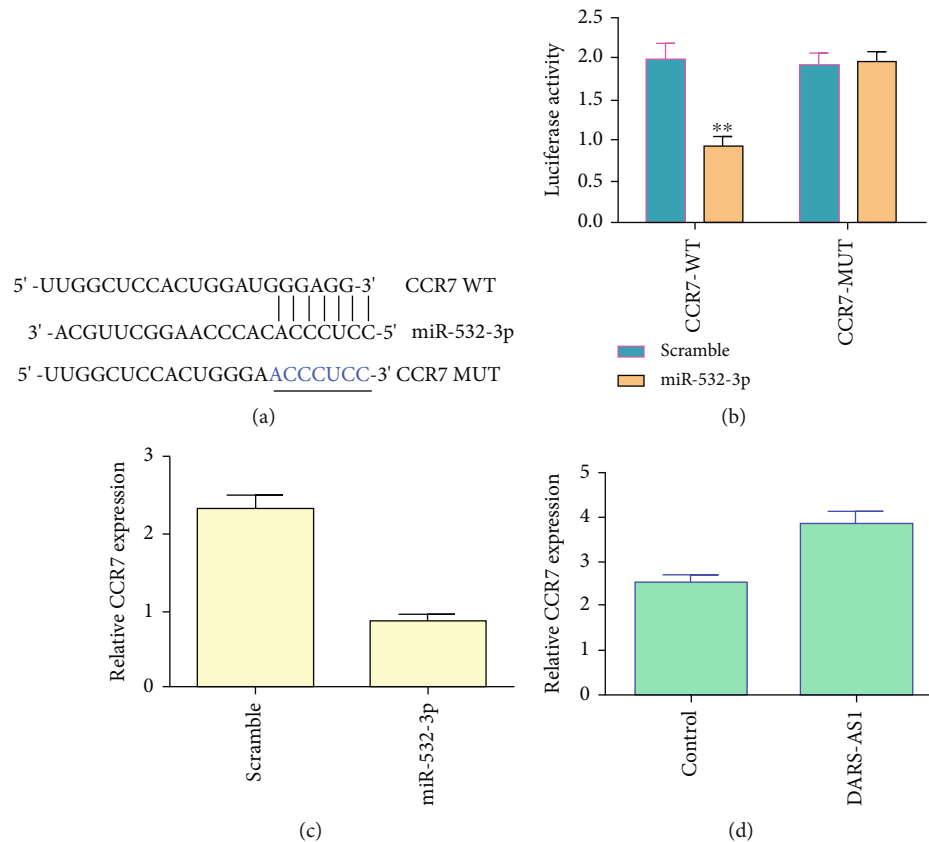 5' -UUGGCUCCACUGGAUGGGAGG-3' CCR7 WT
3' -ACGUUCGGAACCCACACCCUCC-5' miR-532-3p
5' -UUGGCUCCACUGGGAACCCUCC-3' CCR7 MUT
(a)
Luciferase activity
2.5
2.0
1.5
1.0
0.5
0.0
**
CCR7-WT
CCR7-MUT
Scramble
miR-532-3p
(b)
Relative CCR7 expression
3
2
1
0
Scramble
miR-532-3p
(c)
Relative CCR7 expression
5
4
3
2
1
0
Control
DARS-AS1
(d)